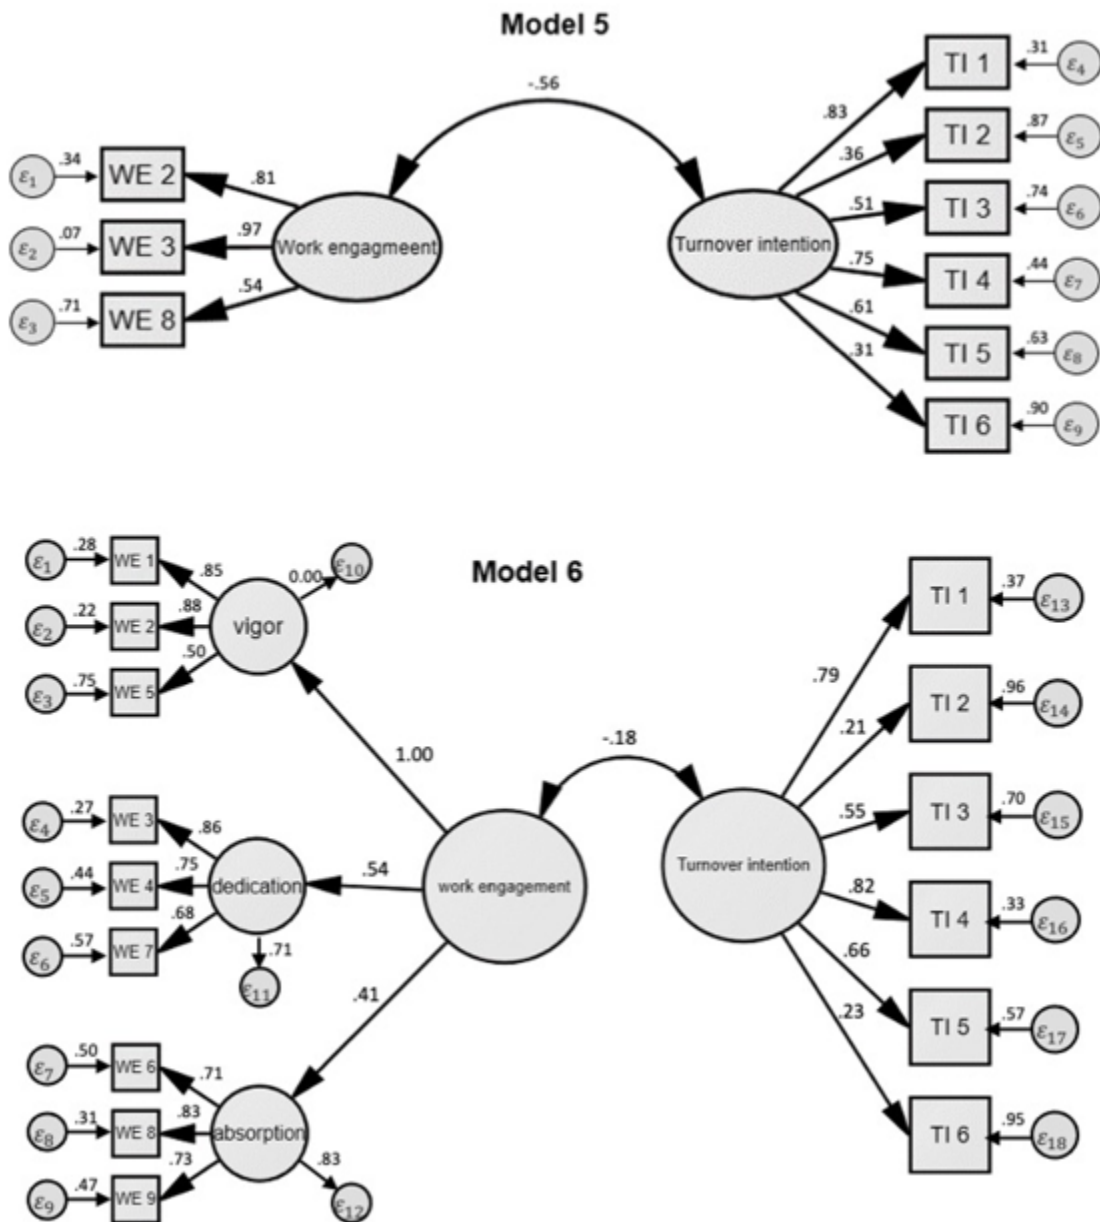 Model 5
-.56
ε1 .34 WE 2 .81
ε2 .07 WE 3 .97
ε3 .71 WE 8 .54
Work engagmeent
Turnover intention
.83 TI 1 .31 ε4
.36 TI 2 .87 ε5
.51 TI 3 .74 ε6
.75 TI 4 .44 ε7
.61 TI 5 .63 ε8
.31 TI 6 .90 ε9
Model 6
ε1 .28 WE 1 .85
ε2 .22 WE 2 .88
ε3 .75 WE 5 .50
vigor
0.00 ε10
1.00
ε4 .27 WE 3 .86
ε5 .44 WE 4 .75
ε6 .57 WE 7 .68
dedication
.71 ε11
.54
ε7 .50 WE 6 .71
ε8 .31 WE 8 .83
ε9 .47 WE 9 .73
absorption
.83 ε12
.41
work engagement
-.18
Turnover intention
.79 TI 1 .37 ε13
.21 TI 2 .96 ε14
.55 TI 3 .70 ε15
.82 TI 4 .33 ε16
.66 TI 5 .57 ε17
.23 TI 6 .95 ε18